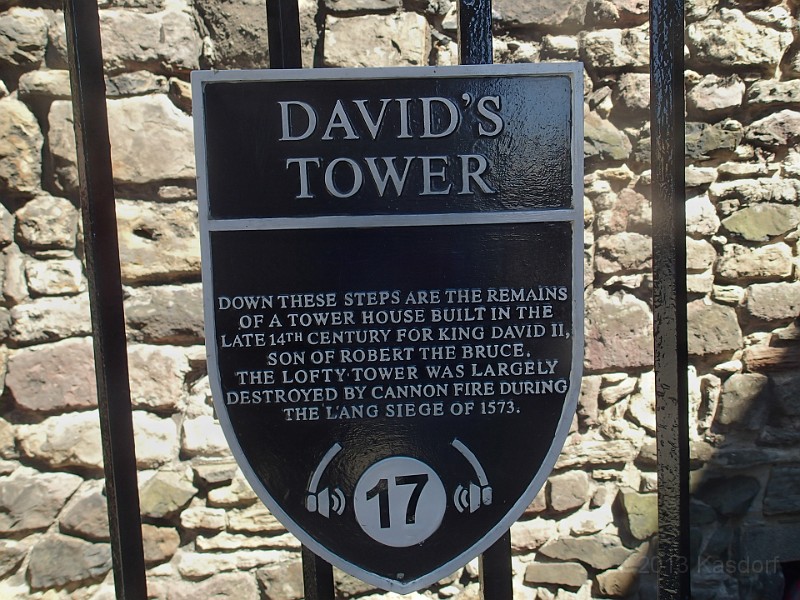 DAVID'S
TOWER
DOWN THESE STEPS ARE THE REMAINS
OF A TOWER HOUSE BUILT IN THE
LATE 14TH CENTURY FOR KING DAVID II,
SON OF ROBERT THE BRUCE.
THE LOFTY TOWER WAS LARGELY
DESTROYED BY CANNON FIRE DURING
THE LANG SIEGE OF 1573.
17
©2013 Kasdorf